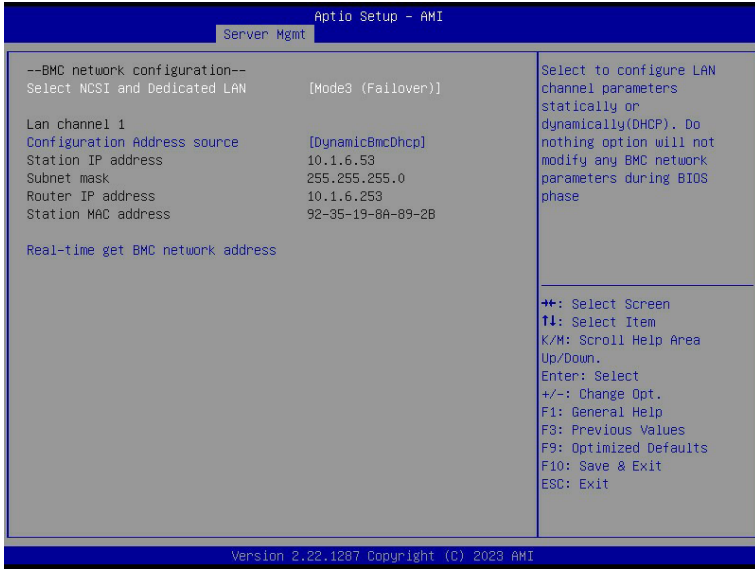 Aptio Setup – AMI
Server Mgmt
--BMC network configuration--
Select NCSI and Dedicated LAN [Mode3 (Failover)]
Lan channel 1
Configuration Address source [DynamicBmcDhcp]
Station IP address 10.1.6.53
Subnet mask 255.255.255.0
Router IP address 10.1.6.253
Station MAC address 92-35-19-8A-89-2B
Real-time get BMC network address
Select to configure LAN
channel parameters
statically or
dynamically(DHCP). Do
nothing option will not
modify any BMC network
parameters during BIOS
phase
→←: Select Screen
↑↓: Select Item
K/M: Scroll Help Area
Up/Down.
Enter: Select
+/-: Change Opt.
F1: General Help
F3: Previous Values
F9: Optimized Defaults
F10: Save & Exit
ESC: Exit
Version 2.22.1287 Copyright (C) 2023 AMI